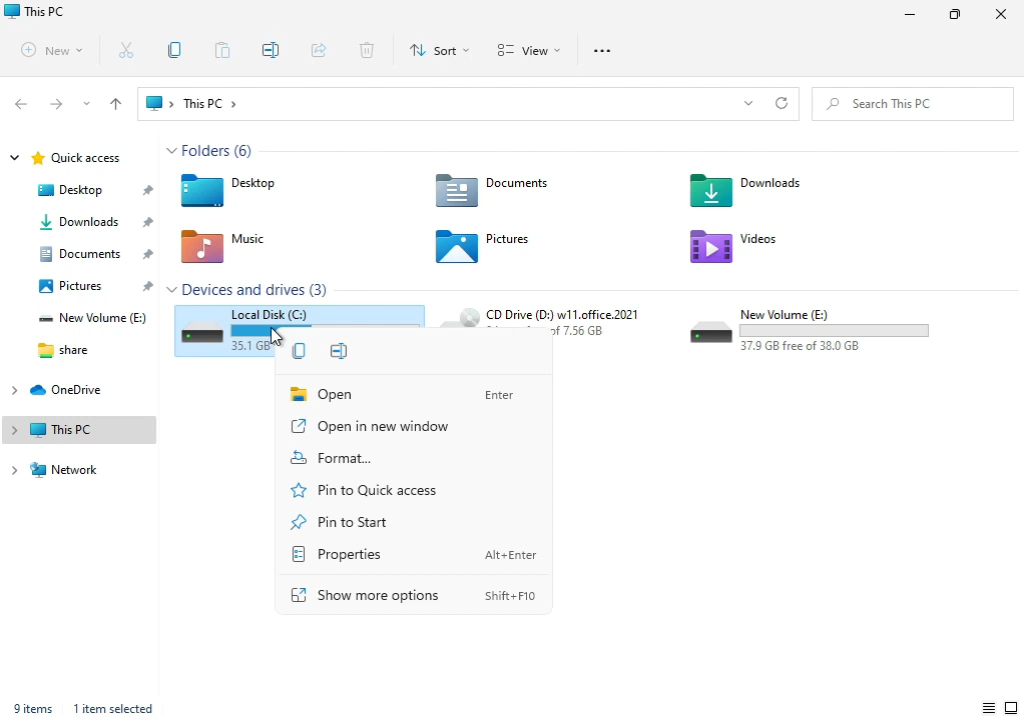 This PC
New
Sort
View
This PC
Search This PC
Quick access
Desktop
Downloads
Documents
Pictures
New Volume (E:)
share
OneDrive
This PC
Network
Folders (6)
Desktop
Documents
Downloads
Music
Pictures
Videos
Devices and drives (3)
Local Disk (C:)
35.1 GB
CD Drive (D:) w11.office.2021
of 7.56 GB
New Volume (E:)
37.9 GB free of 38.0 GB
Open Enter
Open in new window
Format...
Pin to Quick access
Pin to Start
Properties Alt+Enter
Show more options Shift+F10
9 items 1 item selected